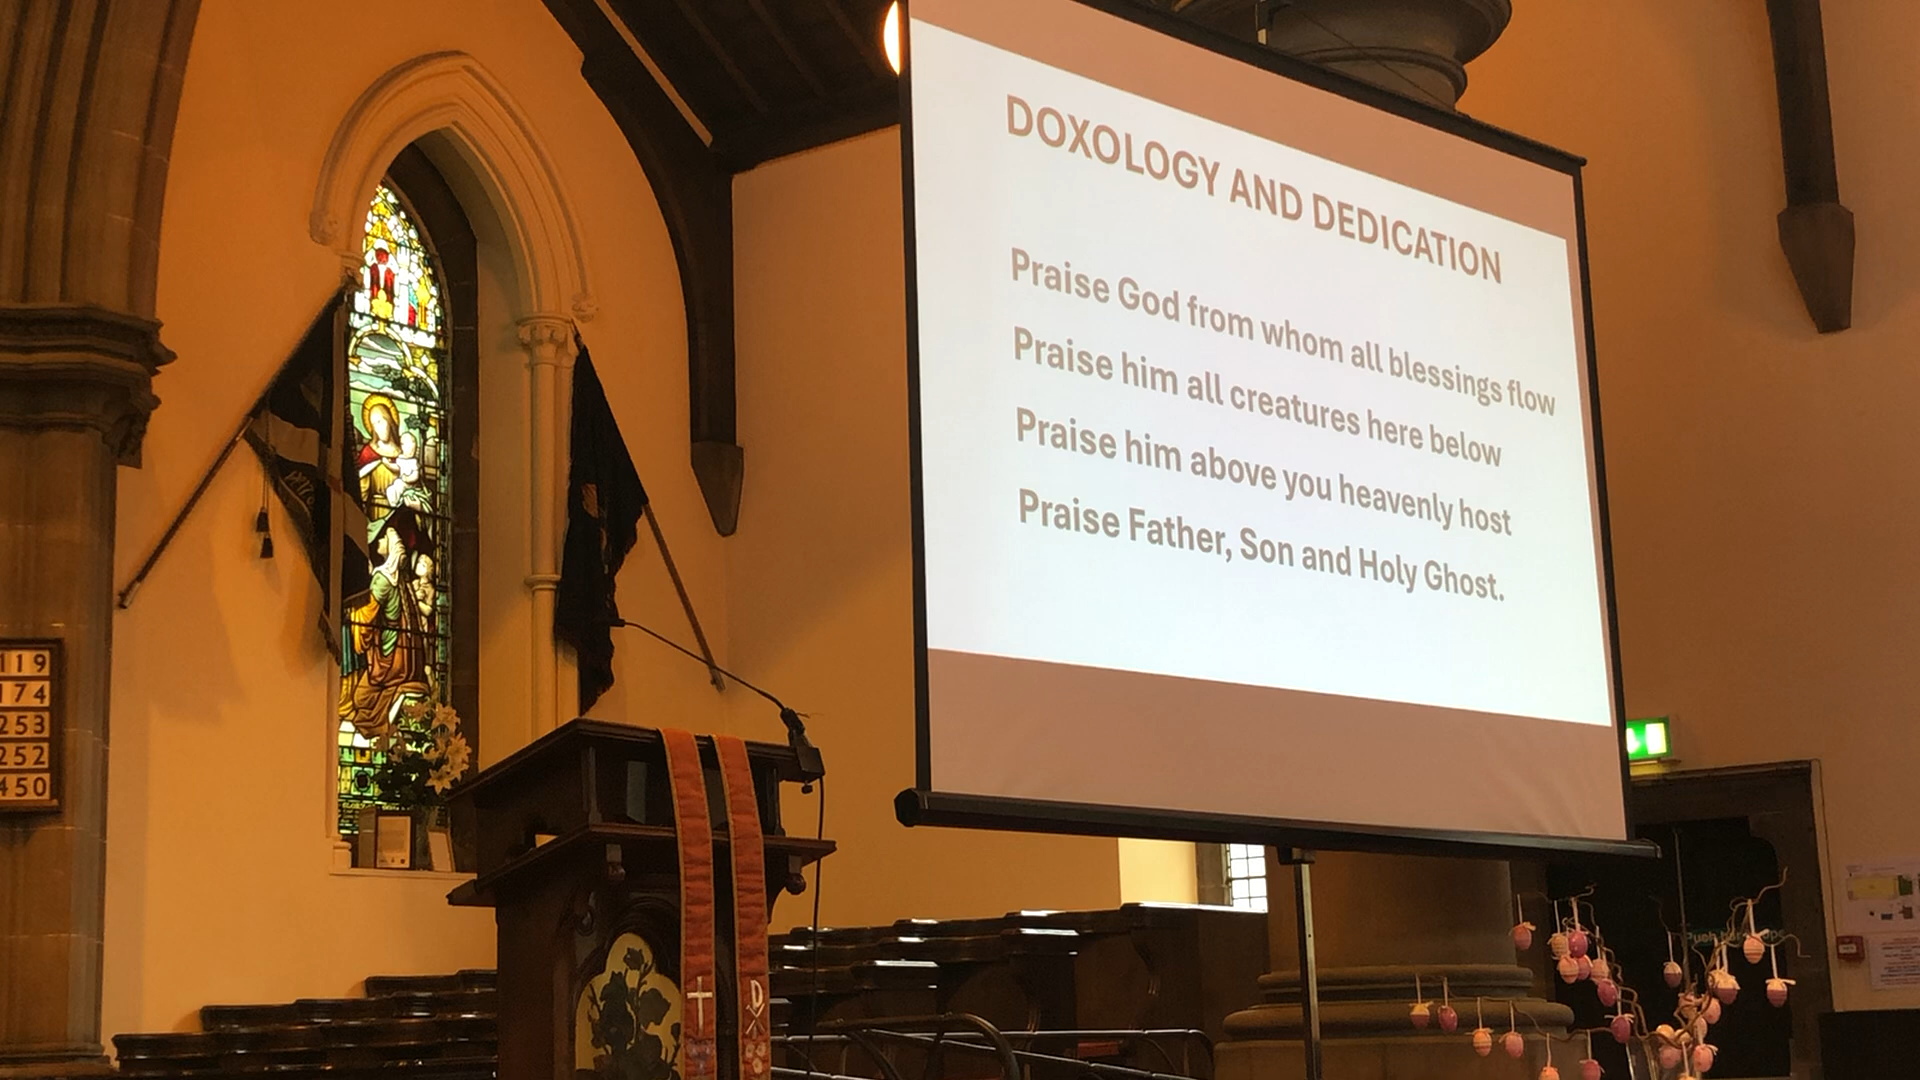 DOXOLOGY AND DEDICATION
Praise God from whom all blessings flow
Praise him all creatures here below
Praise him above you heavenly host
Praise Father, Son and Holy Ghost.
119
174
253
252
450